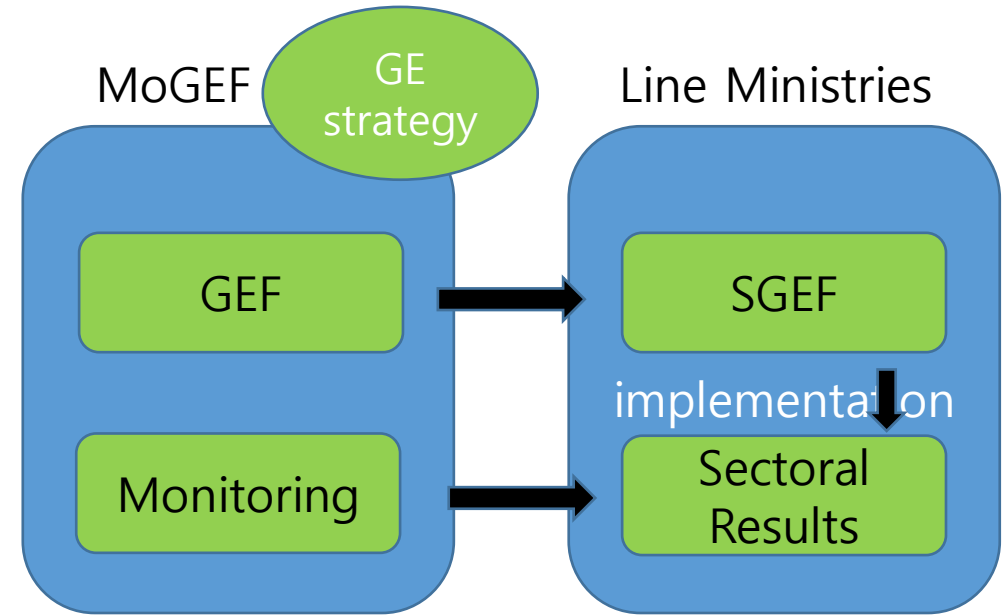 MoGEF
GE
strategy
Line Ministries
GEF
SGEF
implementation
Monitoring
Sectoral
Results